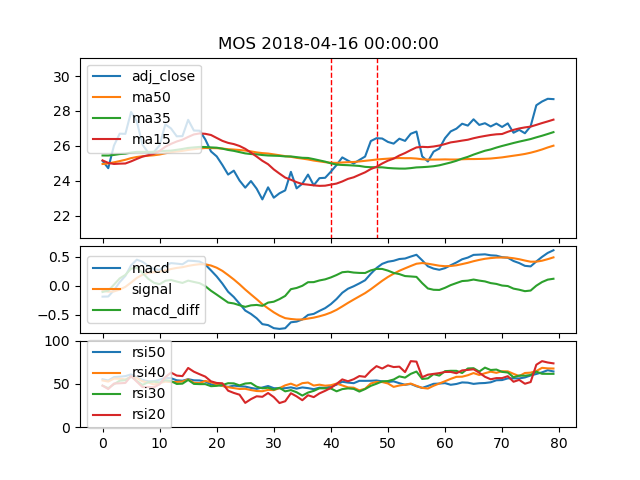 MOS 2018-04-16 00:00:00
30
28
26
24
22
adj_close
ma50
ma35
ma15
0.5
0.0
−0.5
macd
signal
macd_diff
100
50
0
rsi50
rsi40
rsi30
rsi20
0 10 20 30 40 50 60 70 80